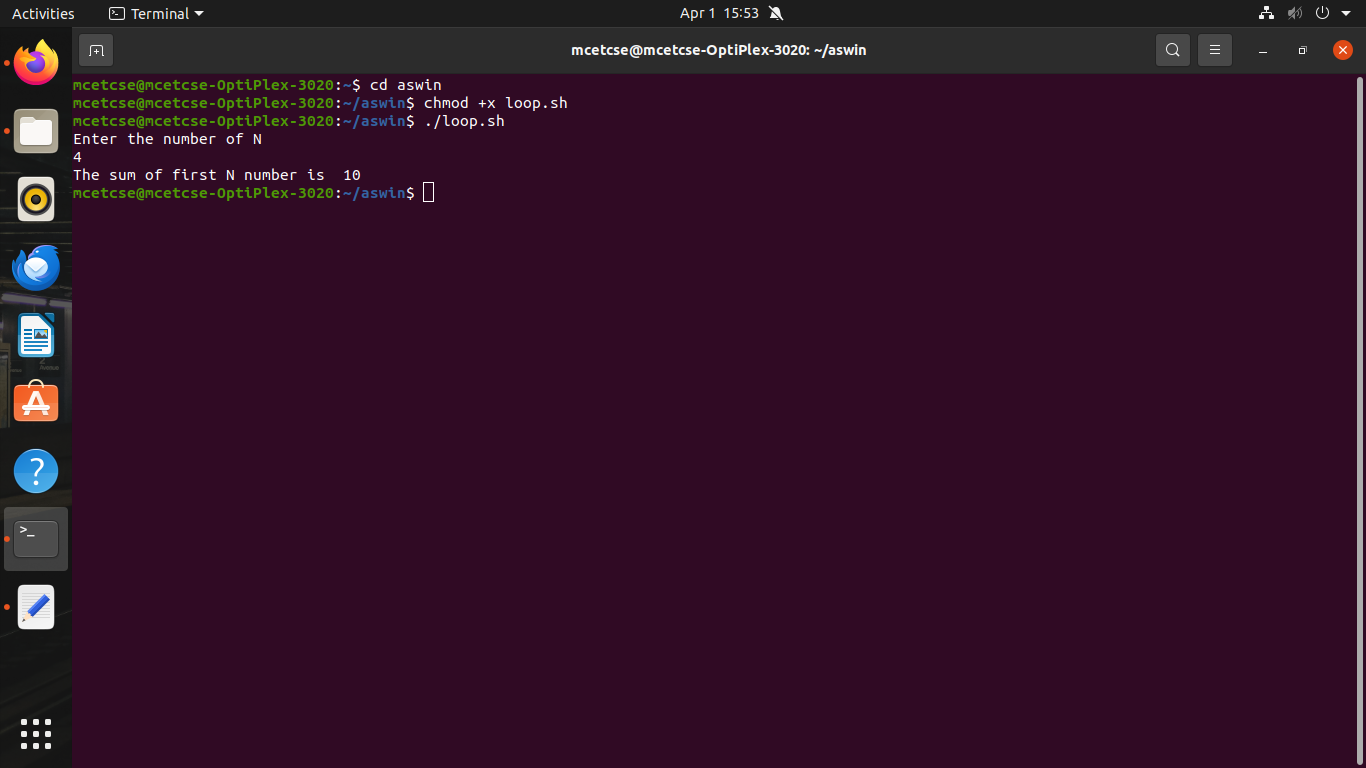 Activities Terminal Apr 1 15:53
mcetcse@mcetcse-OptiPlex-3020: ~/aswin
mcetcse@mcetcse-OptiPlex-3020:~$ cd aswin
mcetcse@mcetcse-OptiPlex-3020:~/aswin$ chmod +x loop.sh
mcetcse@mcetcse-OptiPlex-3020:~/aswin$ ./loop.sh
Enter the number of N
4
The sum of first N number is  10
mcetcse@mcetcse-OptiPlex-3020:~/aswin$